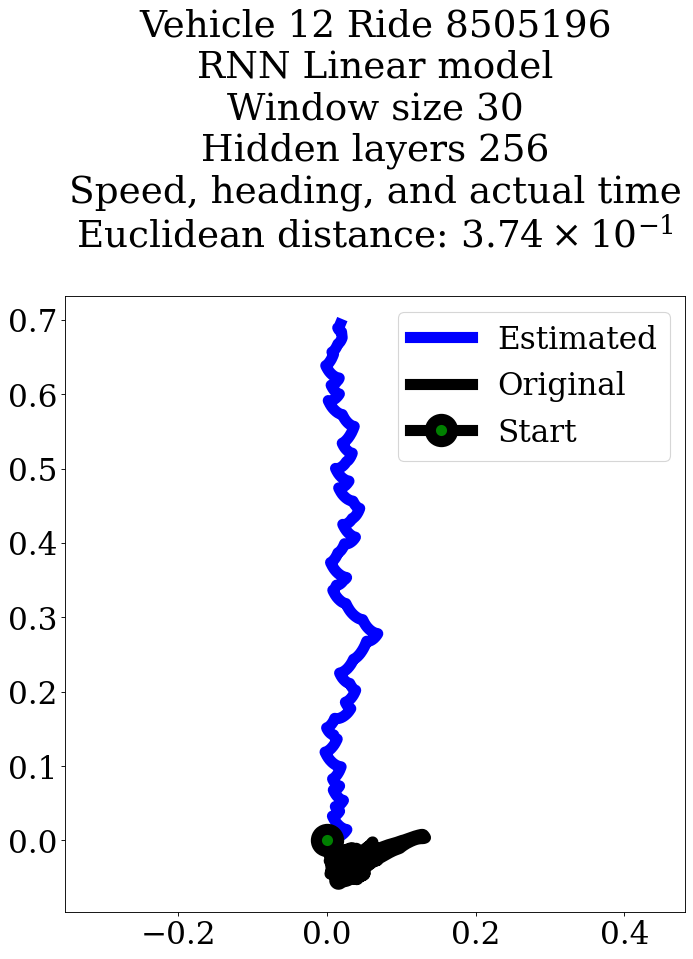 Vehicle 12 Ride 8505196
RNN Linear model
Window size 30
Hidden layers 256
Speed, heading, and actual time
Euclidean distance: 3.74 × 10⁻¹
Estimated
Original
Start
0.7
0.6
0.5
0.4
0.3
0.2
0.1
0.0
−0.2 0.0 0.2 0.4